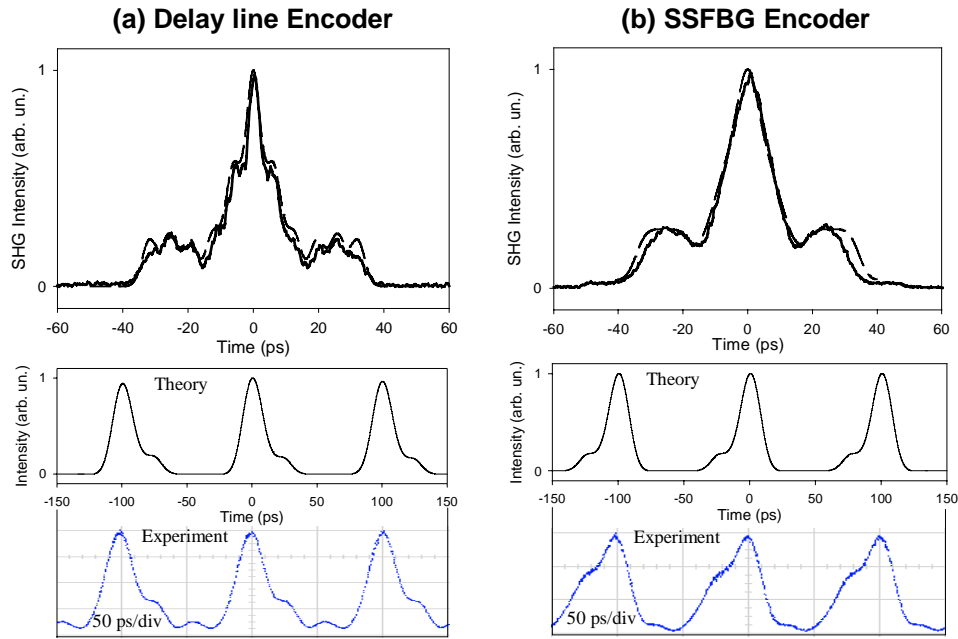 (a) Delay line Encoder
SHG Intensity (arb. un.)
1
0
-60 -40 -20 0 20 40 60
Time (ps)
Intensity (arb. un.)
1
0
Theory
-150 -100 -50 0 50 100 150
Time (ps)
Experiment
50 ps/div
(b) SSFBG Encoder
SHG Intensity (arb. un.)
1
0
-60 -40 -20 0 20 40 60
Time (ps)
Intensity (arb. un.)
1
0
Theory
-150 -100 -50 0 50 100 150
Time (ps)
Experiment
50 ps/div